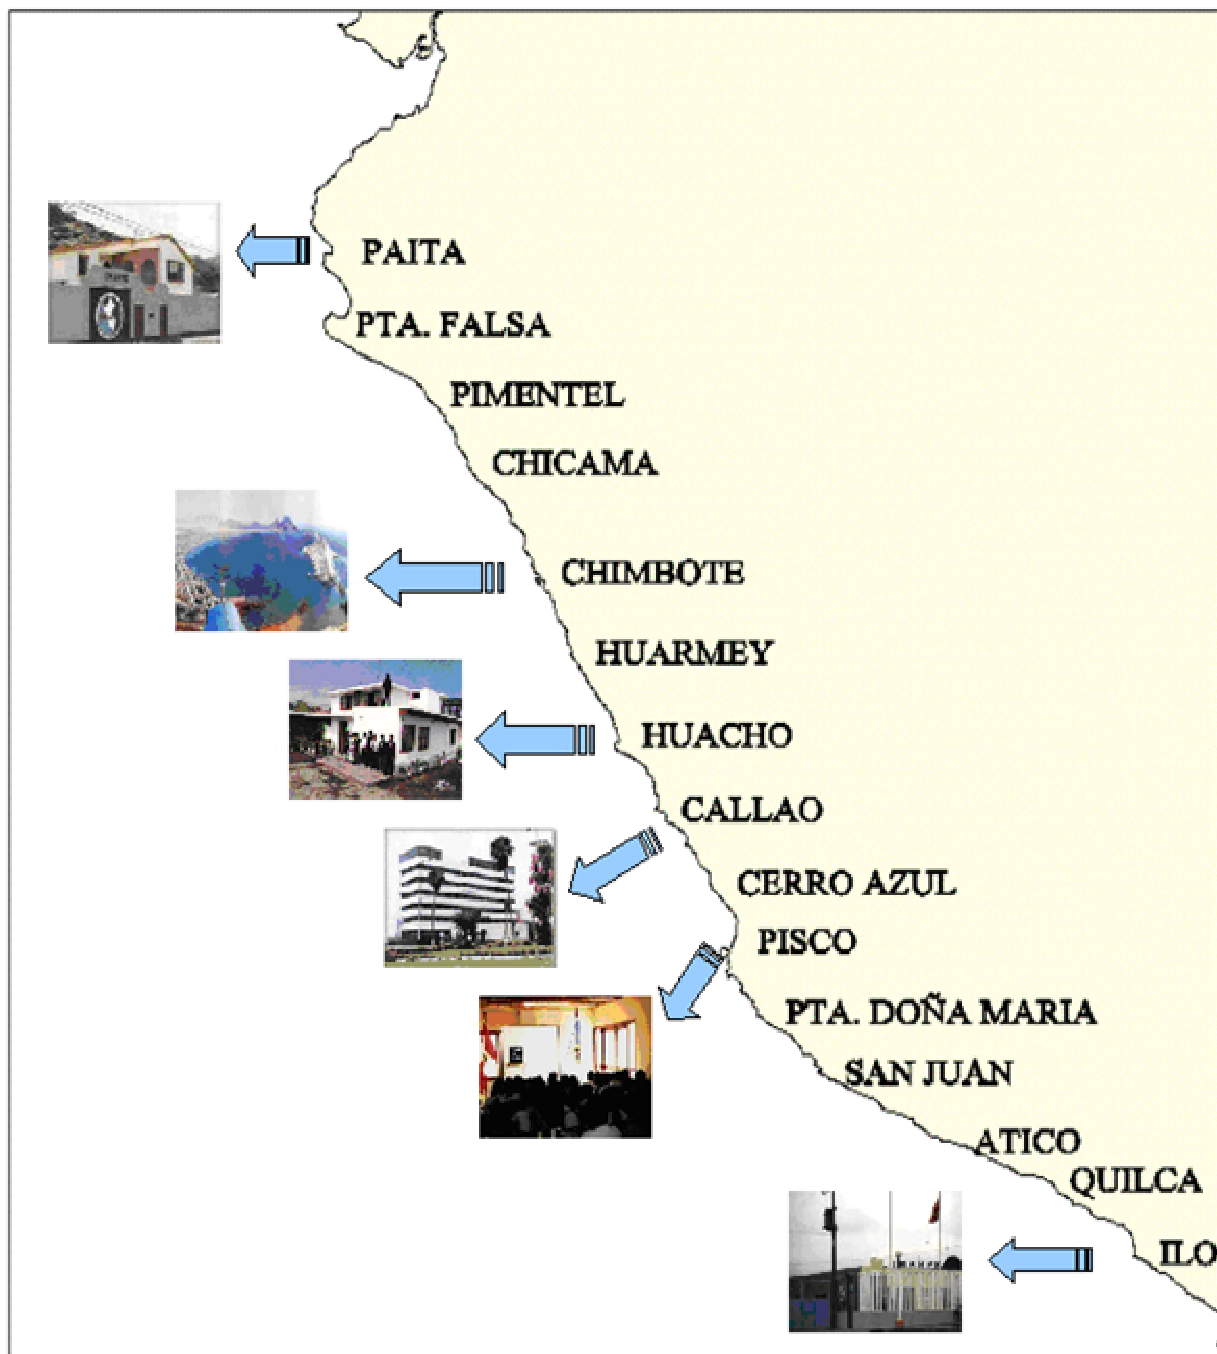 PAITA
PTA. FALSA
PIMENTEL
CHICAMA
CHIMBOTE
HUARMEY
HUACHO
CALLAO
CERRO AZUL
PISCO
PTA. DOÑA MARIA
SAN JUAN
ATICO
QUILCA
ILO